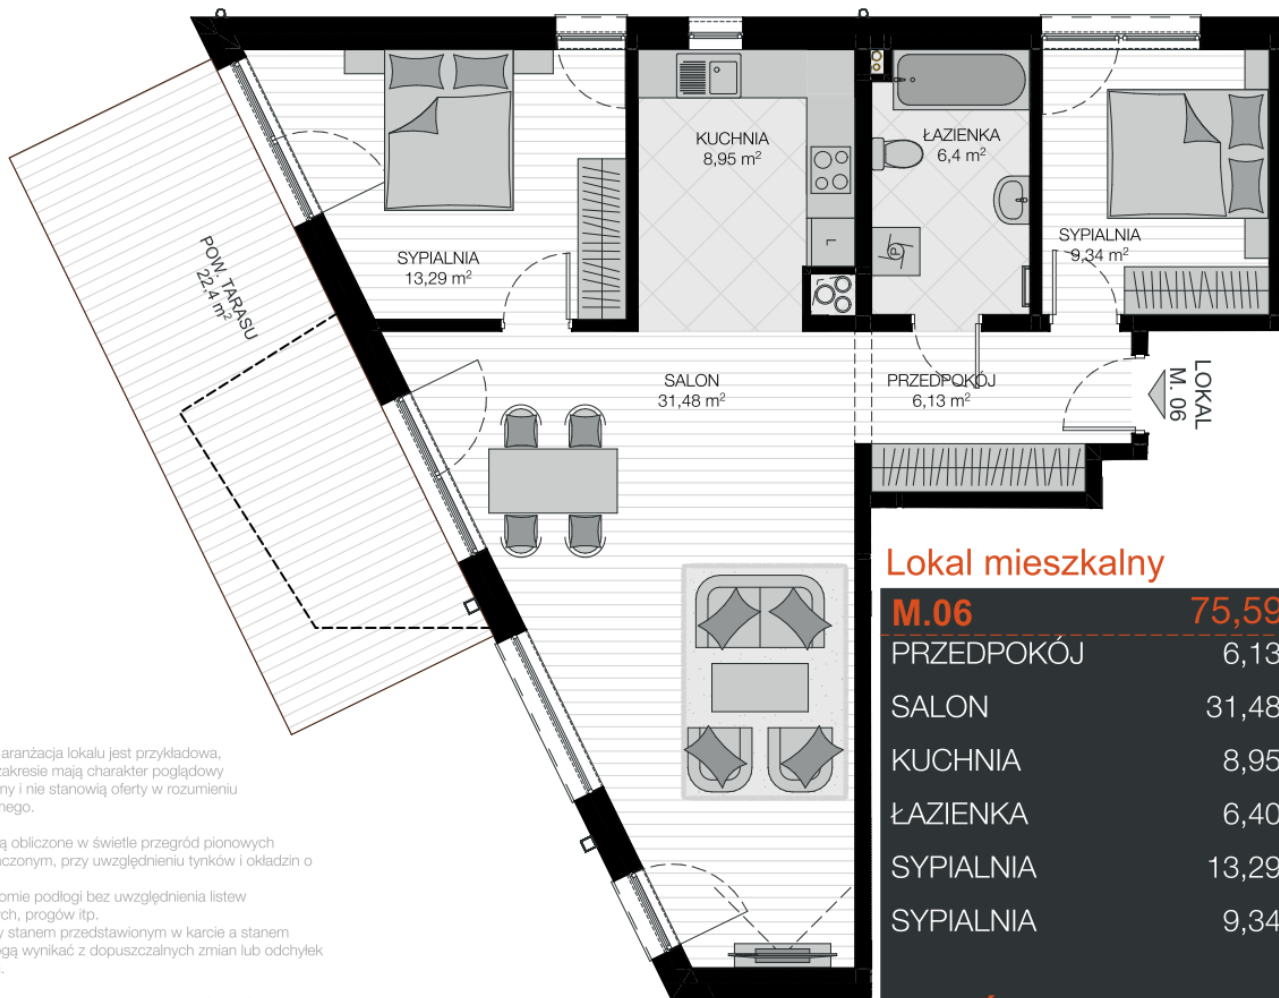 KUCHNIA
8,95 m²
ŁAZIENKA
6,4 m²
SYPIALNIA
13,29 m²
SYPIALNIA
9,34 m²
POW. TARASU
22,4 m²
SALON
31,48 m²
PRZEDPOKÓJ
6,13 m²
LOKAL
M. 06
L
P
Lokal mieszkalny
M.06 75,59
PRZEDPOKÓJ 6,13
SALON 31,48
KUCHNIA 8,95
ŁAZIENKA 6,40
SYPIALNIA 13,29
SYPIALNIA 9,34
aranżacja lokalu jest przykładowa,
zakresie mają charakter poglądowy
ny i nie stanowią oferty w rozumieniu
nego.
ą obliczone w świetle przegród pionowych
ńczonym, przy uwzględnieniu tynków i okładzin o
omie podłogi bez uwzględnienia listew
ych, progów itp.
y stanem przedstawionym w karcie a stanem
ogą wynikać z dopuszczalnych zmian lub odchyłek